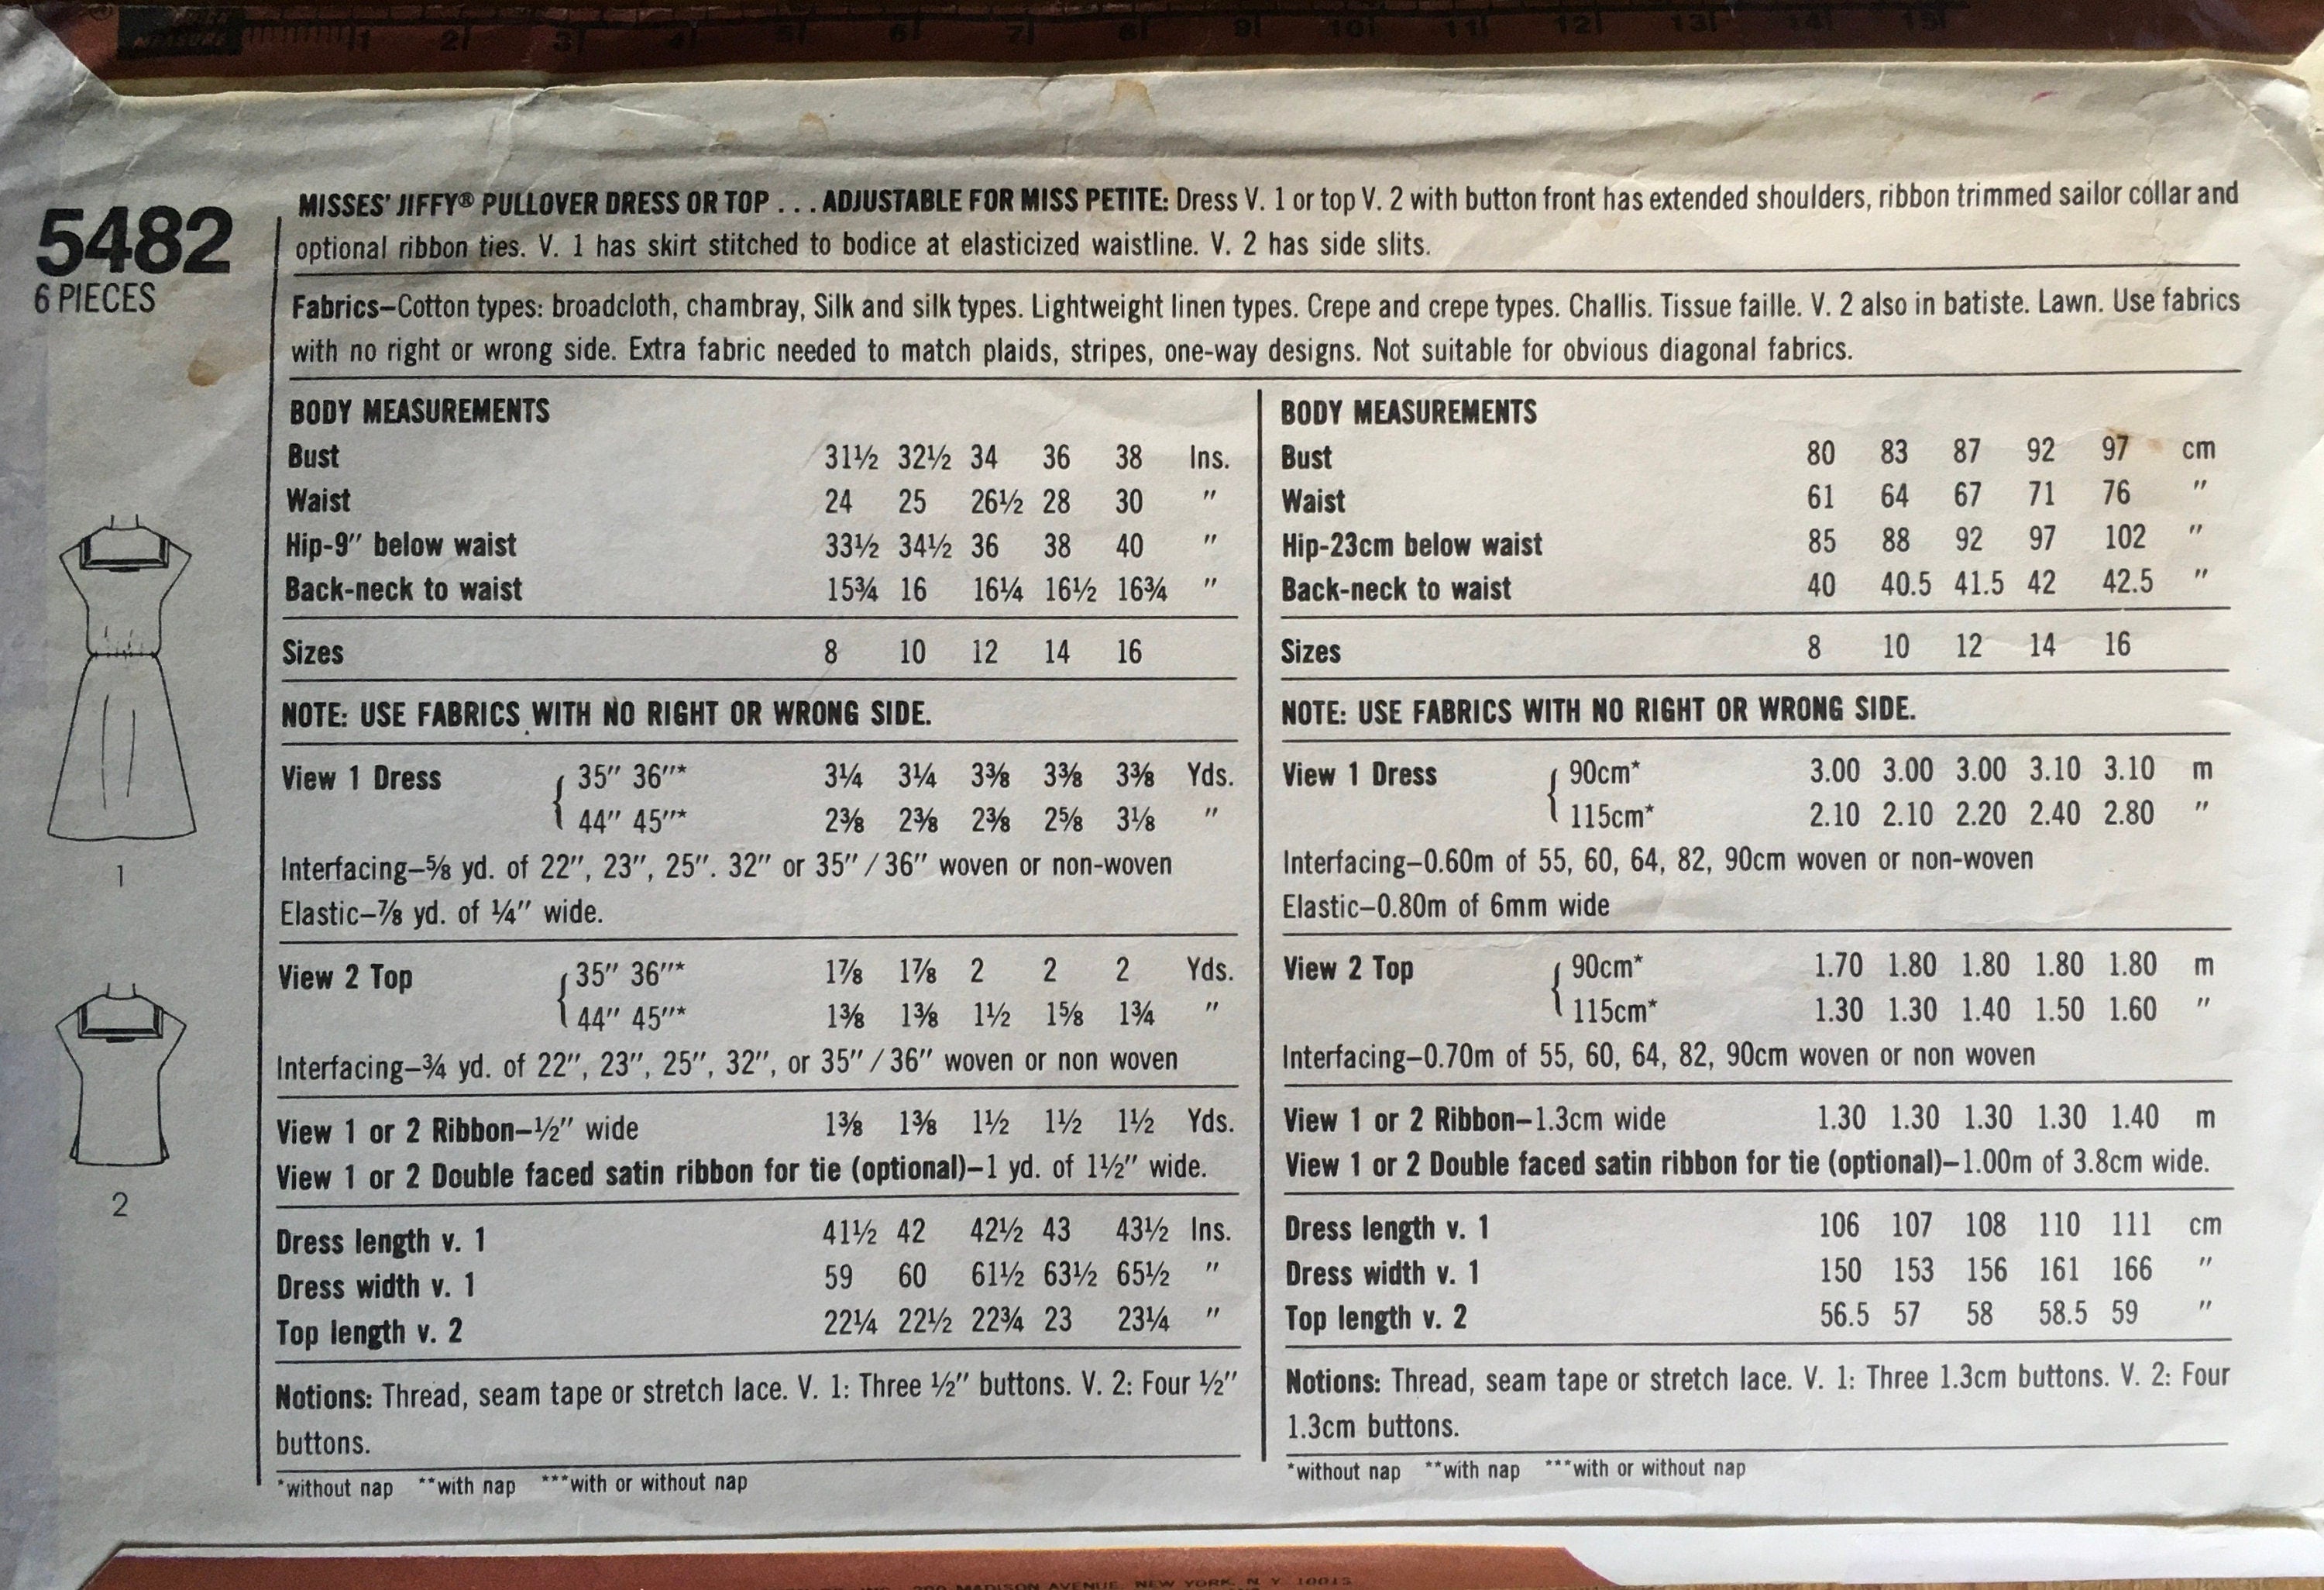 MEASURE 1 2 3 4 5 6 7 8 9 10 11 12 13 14 15
5482
6 PIECES
MISSES' JIFFY® PULLOVER DRESS OR TOP . . . ADJUSTABLE FOR MISS PETITE: Dress V. 1 or top V. 2 with button front has extended shoulders, ribbon trimmed sailor collar and
optional ribbon ties. V. 1 has skirt stitched to bodice at elasticized waistline. V. 2 has side slits.
Fabrics–Cotton types: broadcloth, chambray, Silk and silk types. Lightweight linen types. Crepe and crepe types. Challis. Tissue faille. V. 2 also in batiste. Lawn. Use fabrics
with no right or wrong side. Extra fabric needed to match plaids, stripes, one-way designs. Not suitable for obvious diagonal fabrics.
BODY MEASUREMENTS
Bust 31½ 32½ 34 36 38 Ins.
Waist 24 25 26½ 28 30 "
Hip-9" below waist 33½ 34½ 36 38 40 "
Back-neck to waist 15¾ 16 16¼ 16½ 16¾ "
Sizes 8 10 12 14 16
NOTE: USE FABRICS WITH NO RIGHT OR WRONG SIDE.
View 1 Dress 35" 36"* 3¼ 3¼ 3⅜ 3⅜ 3⅜ Yds.
44" 45"* 2⅜ 2⅜ 2⅜ 2⅝ 3⅛ "
Interfacing–⅝ yd. of 22", 23", 25". 32" or 35" / 36" woven or non-woven
Elastic–⅞ yd. of ¼" wide.
View 2 Top 35" 36"* 1⅞ 1⅞ 2 2 2 Yds.
44" 45"* 1⅜ 1⅜ 1½ 1⅝ 1¾ "
Interfacing–¾ yd. of 22", 23", 25", 32", or 35" / 36" woven or non woven
View 1 or 2 Ribbon–½" wide 1⅜ 1⅜ 1½ 1½ 1½ Yds.
View 1 or 2 Double faced satin ribbon for tie (optional)–1 yd. of 1½" wide.
Dress length v. 1 41½ 42 42½ 43 43½ Ins.
Dress width v. 1 59 60 61½ 63½ 65½ "
Top length v. 2 22¼ 22½ 22¾ 23 23¼ "
Notions: Thread, seam tape or stretch lace. V. 1: Three ½" buttons. V. 2: Four ½"
buttons.
*without nap **with nap ***with or without nap
BODY MEASUREMENTS
Bust 80 83 87 92 97 cm
Waist 61 64 67 71 76 "
Hip-23cm below waist 85 88 92 97 102 "
Back-neck to waist 40 40.5 41.5 42 42.5 "
Sizes 8 10 12 14 16
NOTE: USE FABRICS WITH NO RIGHT OR WRONG SIDE.
View 1 Dress 90cm* 3.00 3.00 3.00 3.10 3.10 m
115cm* 2.10 2.10 2.20 2.40 2.80 "
Interfacing–0.60m of 55, 60, 64, 82, 90cm woven or non-woven
Elastic–0.80m of 6mm wide
View 2 Top 90cm* 1.70 1.80 1.80 1.80 1.80 m
115cm* 1.30 1.30 1.40 1.50 1.60 "
Interfacing–0.70m of 55, 60, 64, 82, 90cm woven or non woven
View 1 or 2 Ribbon–1.3cm wide 1.30 1.30 1.30 1.30 1.40 m
View 1 or 2 Double faced satin ribbon for tie (optional)–1.00m of 3.8cm wide.
Dress length v. 1 106 107 108 110 111 cm
Dress width v. 1 150 153 156 161 166 "
Top length v. 2 56.5 57 58 58.5 59 "
Notions: Thread, seam tape or stretch lace. V. 1: Three 1.3cm buttons. V. 2: Four
1.3cm buttons.
*without nap **with nap ***with or without nap
1
2
MADISON AVENUE, NEW YORK, N. Y. 10015